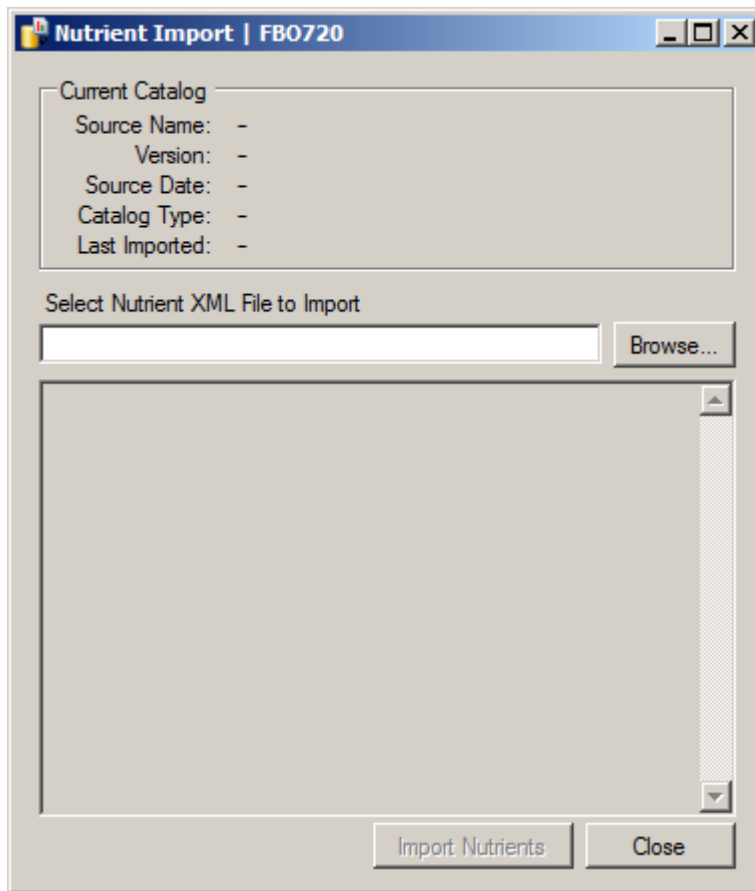 Nutrient Import | FBO720
Current Catalog
Source Name: -
Version: -
Source Date: -
Catalog Type: -
Last Imported: -
Select Nutrient XML File to Import
Browse...
Import Nutrients Close